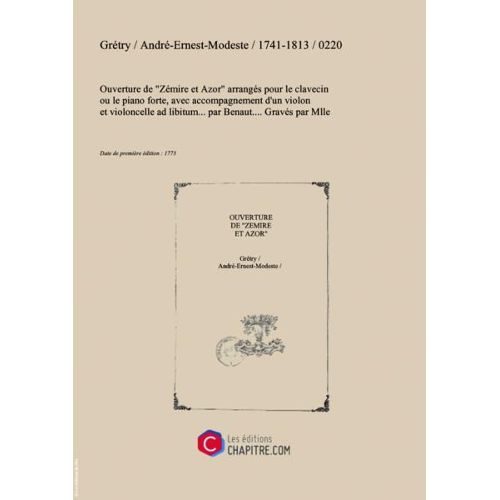 Grétry / André-Ernest-Modeste / 1741-1813 / 0220
Ouverture de "Zémire et Azor" arrangés pour le clavecin
ou le piano forte, avec accompagnement d'un violon
et violoncelle ad libitum... par Benaut.... Gravés par Mlle
Date de première édition : 1773
OUVERTURE
DE "ZEMIRE
ET AZOR"
Grétry /
André-Ernest-Modeste /
Les éditions
CHAPITRE.COM